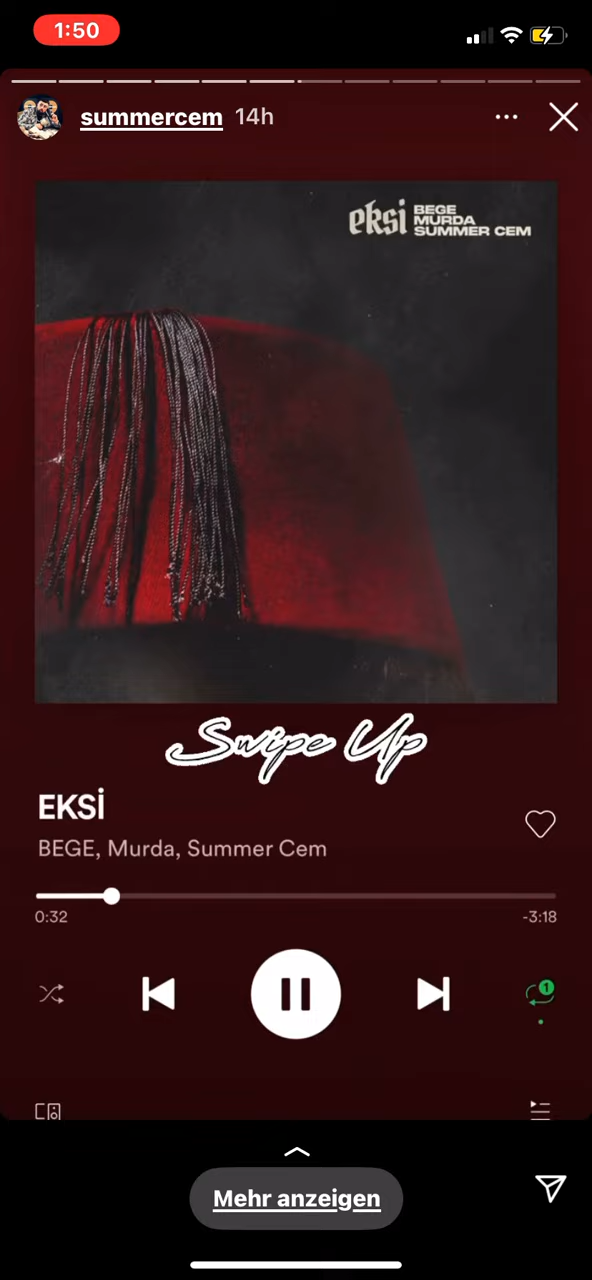 1:50
summercem 14h
eksi BEGE
MURDA
SUMMER CEM
Swipe Up
EKSİ
BEGE, Murda, Summer Cem
0:32 -3:18
1
Mehr anzeigen